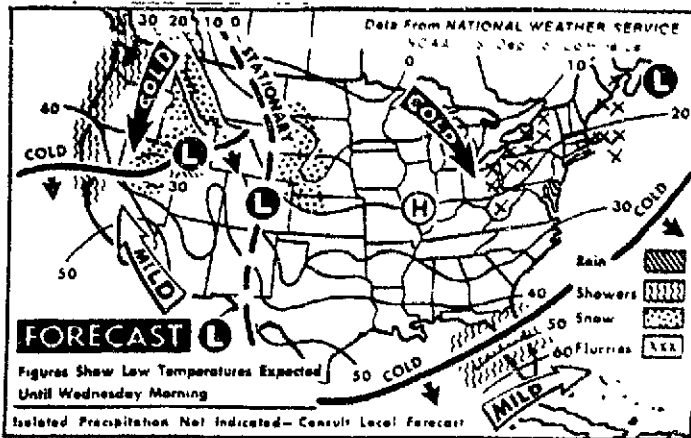 Data From NATIONAL WEATHER SERVICE
NOAA
30 20 10 0
0
10
COLD
STATIONARY
COLD
L
40
20
COLD
L
30
L
H
30
COLD
50
MILD
Rain
Showers
40
Snow
50
FORECAST L
COLD
60 Flurries XXX
50
MILD
Figures Show Low Temperatures Expected
Until Wednesday Morning
Isolated Precipitation Not Indicated— Consult Local Forecast